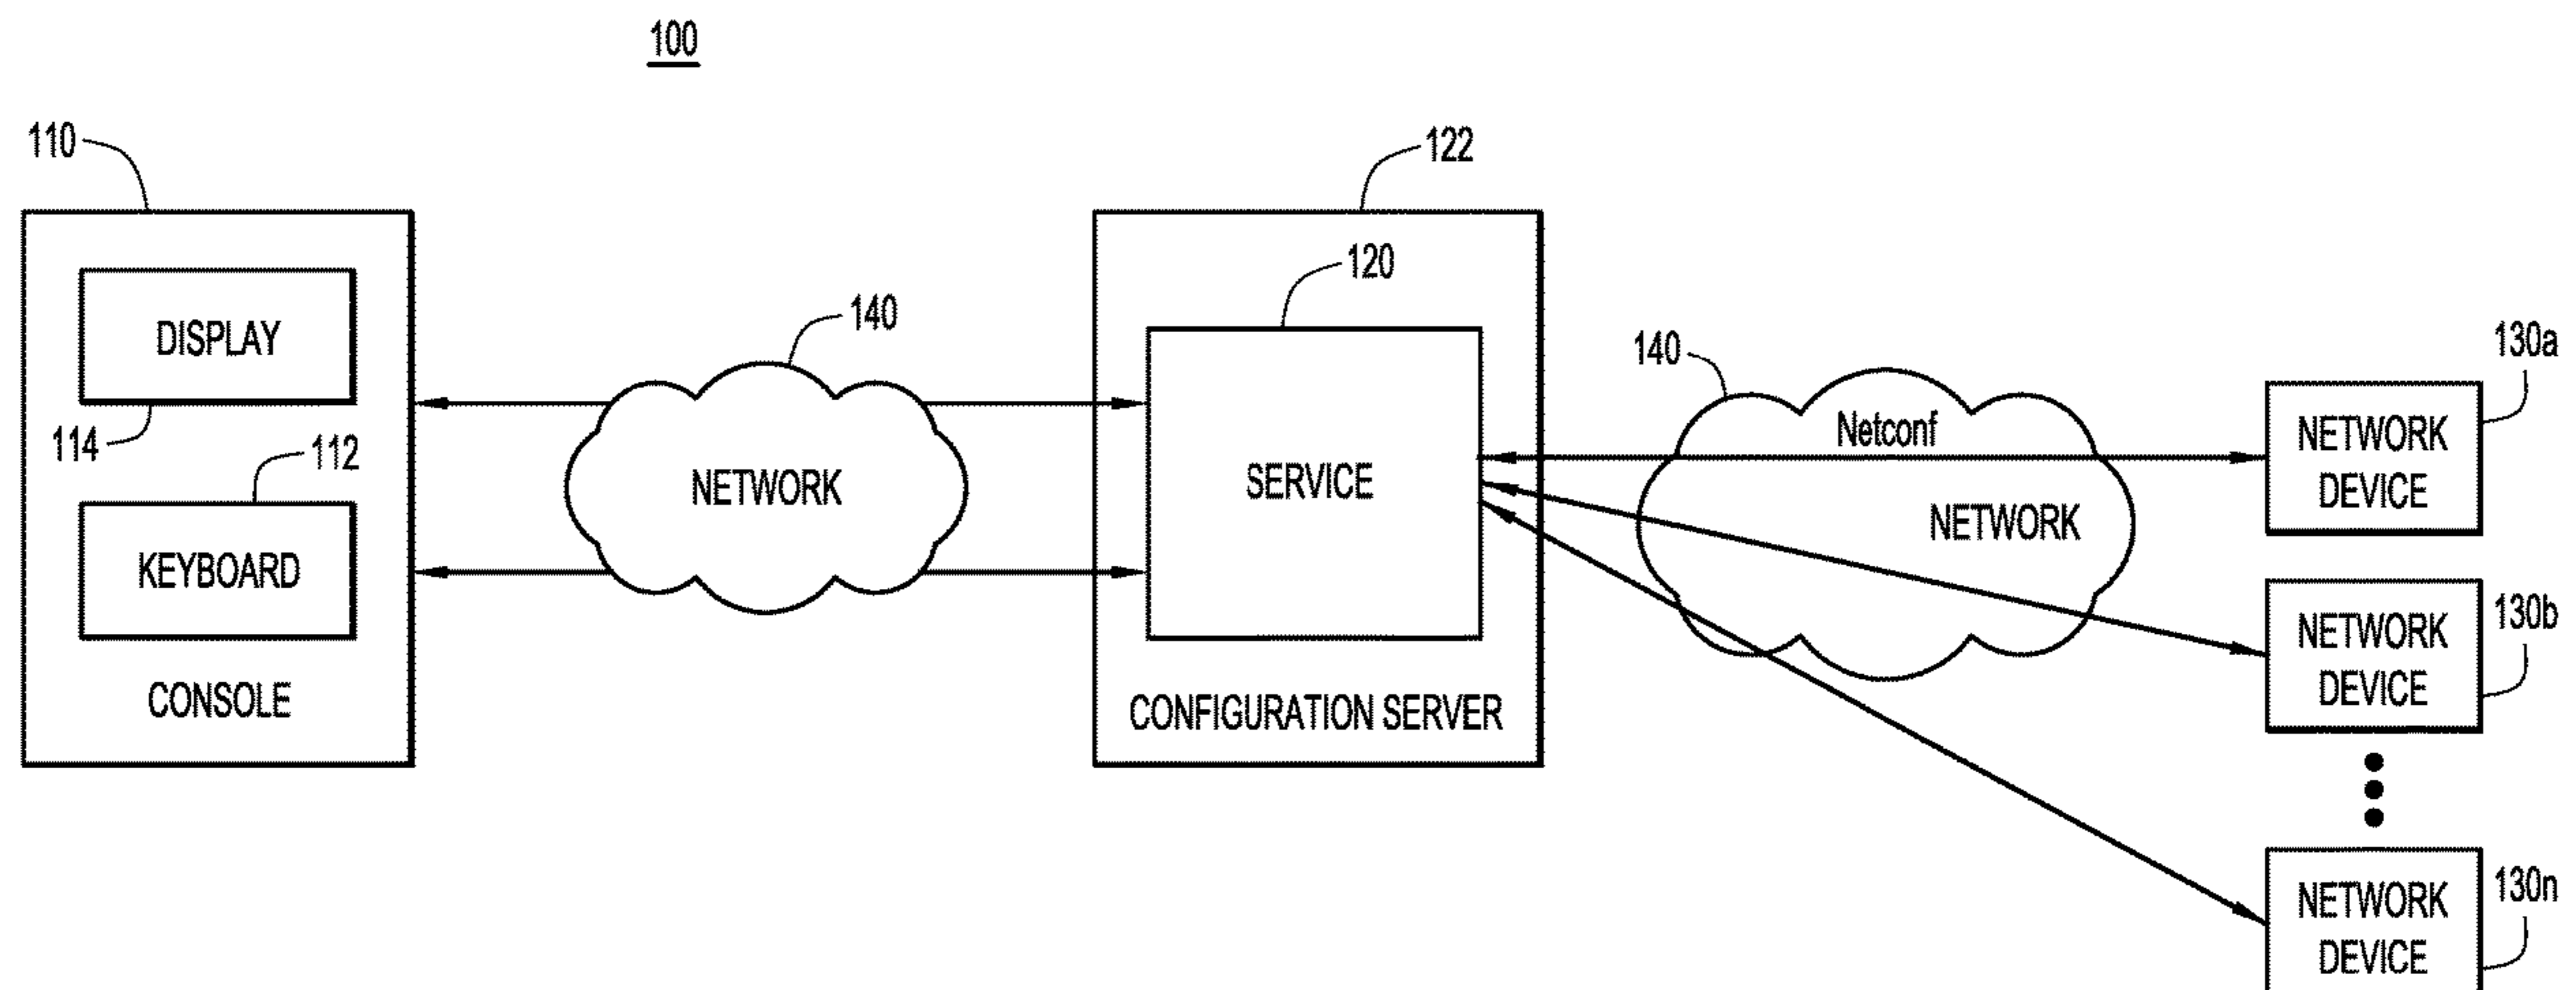 100
110
DISPLAY
114
112
KEYBOARD
CONSOLE
140
NETWORK
122
120
SERVICE
CONFIGURATION SERVER
140
Netconf
NETWORK
130a
NETWORK
DEVICE
130b
NETWORK
DEVICE
130n
NETWORK
DEVICE